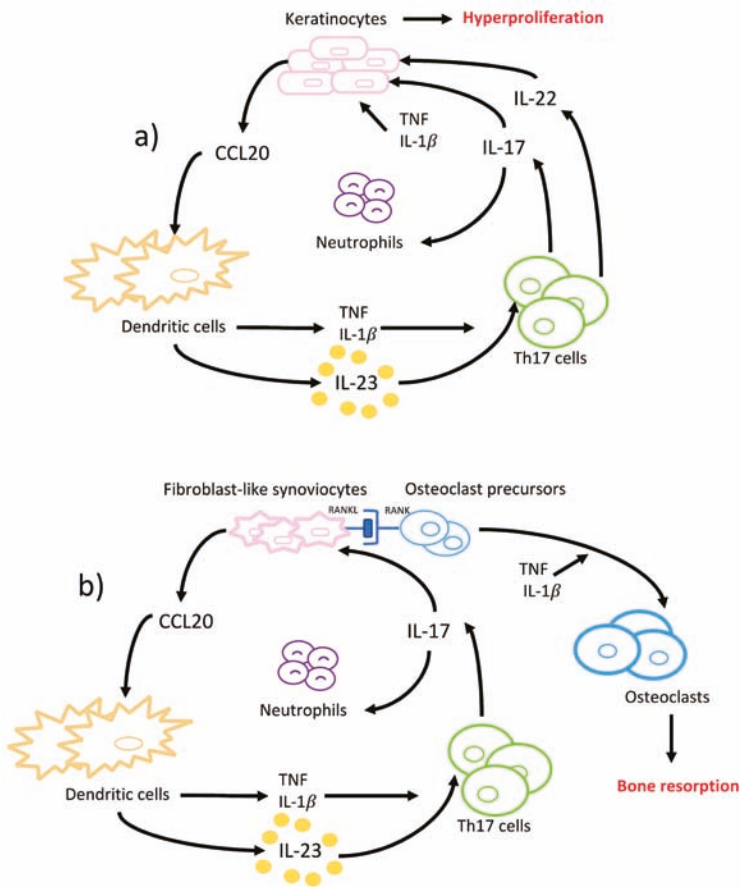 Keratinocytes
Hyperproliferation
IL-22
TNF
IL-1β
a)
IL-17
CCL20
Neutrophils
TNF
IL-1β
Dendritic cells
Th17 cells
IL-23
Fibroblast-like synoviocytes
Osteoclast precursors
RANKL
RANK
TNF
IL-1β
b)
CCL20
IL-17
Neutrophils
Osteoclasts
TNF
IL-1β
Bone resorption
Dendritic cells
Th17 cells
IL-23